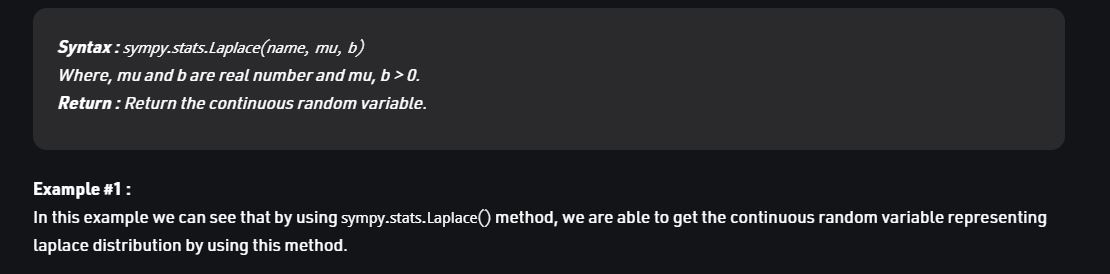 Syntax : sympy.stats.Laplace(name, mu, b)
Where, mu and b are real number and mu, b > 0.
Return : Return the continuous random variable.
Example #1 :
In this example we can see that by using sympy.stats.Laplace() method, we are able to get the continuous random variable representing
laplace distribution by using this method.